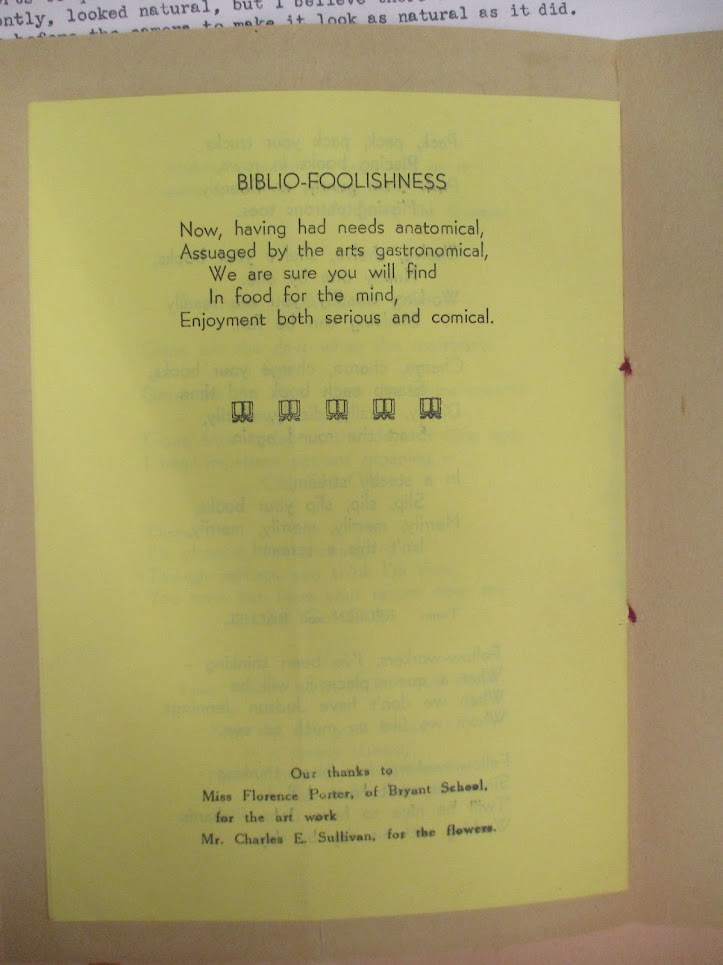 ently, looked natural, but I believe
before the camera to make it look as natural as it did.
BIBLIO-FOOLISHNESS
Now, having had needs anatomical,
Assuaged by the arts gastronomical,
We are sure you will find
In food for the mind,
Enjoyment both serious and comical.
Our thanks to
Miss Florence Porter, of Bryant School,
for the art work
Mr. Charles E. Sullivan, for the flowers.